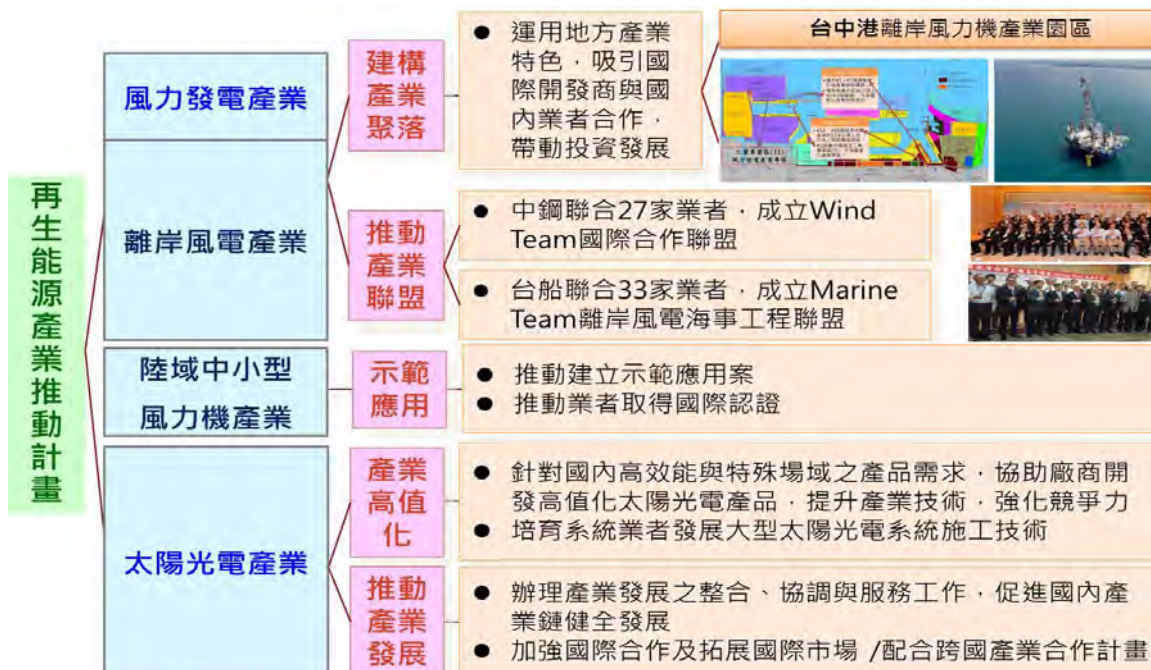 再生能源產業推動計畫
風力發電產業
離岸風電產業
建構
產業
聚落
● 運用地方產業
特色，吸引國
際開發商與國
內業者合作，
帶動投資發展
台中港離岸風力機產業園區
推動
產業
聯盟
● 中鋼聯合27家業者，成立Wind
Team國際合作聯盟
● 台船聯合33家業者，成立Marine
Team離岸風電海事工程聯盟
陸域中小型
風力機產業
示範
應用
● 推動建立示範應用案
● 推動業者取得國際認證
太陽光電產業
產業
高值
化
● 針對國內高效能與特殊場域之產品需求，協助廠商開
發高值化太陽光電產品，提升產業技術，強化競爭力
● 培育系統業者發展大型太陽光電系統施工技術
推動
產業
發展
● 辦理產業發展之整合、協調與服務工作，促進國內產
業鏈健全發展
● 加強國際合作及拓展國際市場 /配合跨國產業合作計畫